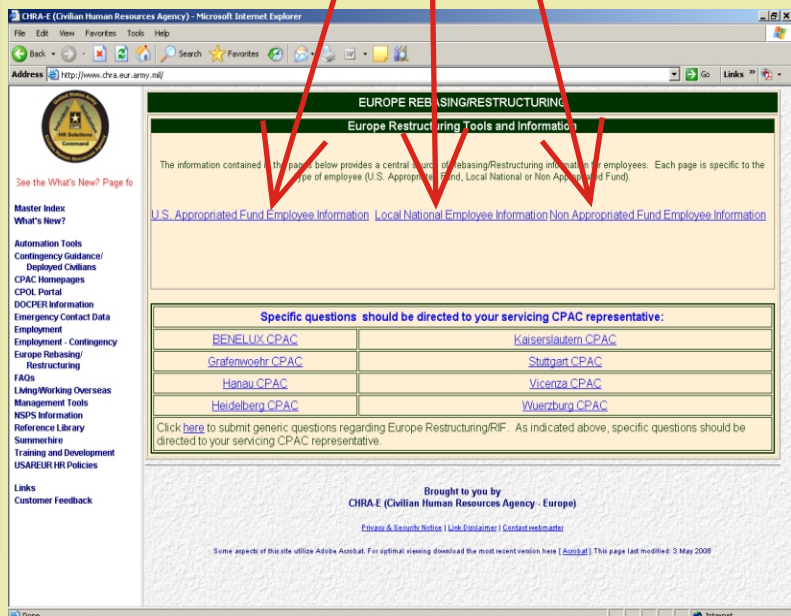 CHRA-E (Civilian Human Resources Agency) - Microsoft Internet Explorer
File Edit View Favorites Tools Help
Back Search Favorites
Address http://www.chra.eur.army.mil/ Go Links »
HR Solutions
Command
See the What's New? Page fo
Master Index
What's New?
Automation Tools
Contingency Guidance/
Deployed Civilians
CPAC Homepages
CPOL Portal
DOCPER Information
Emergency Contact Data
Employment
Employment - Contingency
Europe Rebasing/
Restructuring
FAQs
Living/Working Overseas
Management Tools
NSPS Information
Reference Library
Summerhire
Training and Development
USAREUR HR Policies
Links
Customer Feedback
EUROPE REBASING/RESTRUCTURING
Europe Restructuring Tools and Information
The information contained in the pages below provides a central source of Rebasing/Restructuring information for employees. Each page is specific to the
type of employee (U.S. Appropriated Fund, Local National or Non Appropriated Fund).
U.S. Appropriated Fund Employee Information Local National Employee Information Non Appropriated Fund Employee Information
Specific questions should be directed to your servicing CPAC representative:
BENELUX CPAC Kaiserslautern CPAC
Grafenwoehr CPAC Stuttgart CPAC
Hanau CPAC Vicenza CPAC
Heidelberg CPAC Wuerzburg CPAC
Click here to submit generic questions regarding Europe Restructuring/RIF. As indicated above, specific questions should be
directed to your servicing CPAC representative.
Brought to you by
CHRA-E (Civilian Human Resources Agency - Europe)
Privacy & Security Notice | Link Disclaimer | Contact webmaster
Some aspects of this site utilize Adobe Acrobat. For optimal viewing download the most recent version here [ Acrobat ].This page last modified: 3 May 2006
Done Internet